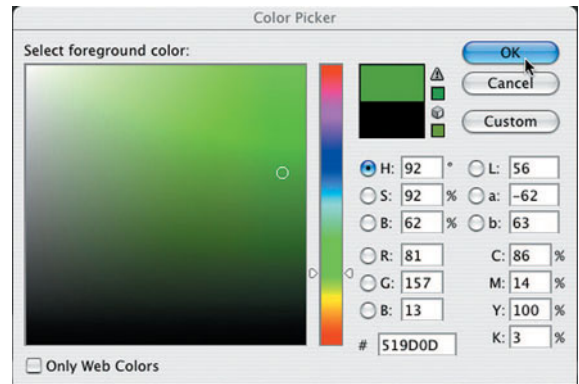 Color Picker
Select foreground color:
OK
Cancel
Custom
H: 92 °
S: 92 %
B: 62 %
R: 81
G: 157
B: 13
# 519D0D
L: 56
a: -62
b: 63
C: 86 %
M: 14 %
Y: 100 %
K: 3 %
Only Web Colors